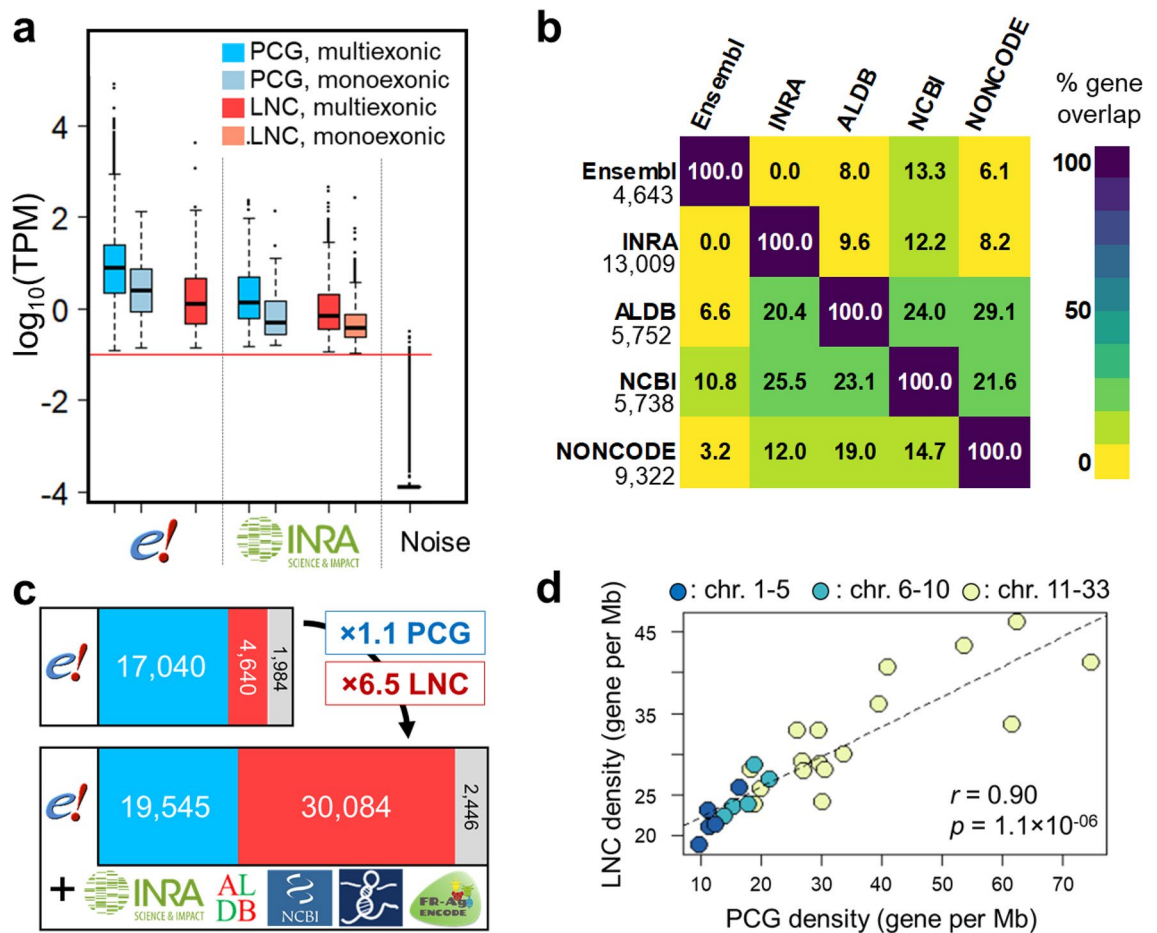 a
PCG, multiexonic
PCG, monoexonic
LNC, multiexonic
.LNC, monoexonic
log10(TPM)
4
2
0
-2
-4
e!
INRA
SCIENCE & IMPACT
Noise
b
Ensembl INRA ALDB NCBI NONCODE
% gene
overlap
100
50
0
Ensembl 100.0 0.0 8.0 13.3 6.1
4,643
INRA 0.0 100.0 9.6 12.2 8.2
13,009
ALDB 6.6 20.4 100.0 24.0 29.1
5,752
NCBI 10.8 25.5 23.1 100.0 21.6
5,738
NONCODE 3.2 12.0 19.0 14.7 100.0
9,322
c
e! 17,040 4,640 1,984
×1.1 PCG
×6.5 LNC
e! 19,545 30,084 2,446
+ INRA
SCIENCE & IMPACT
AL
DB
NCBI
FR-Ag
ENCODE
d
: chr. 1-5 : chr. 6-10 : chr. 11-33
LNC density (gene per Mb)
45
35
25
20
r = 0.90
p = 1.1×10⁻⁰⁶
10 20 30 40 50 60 70
PCG density (gene per Mb)